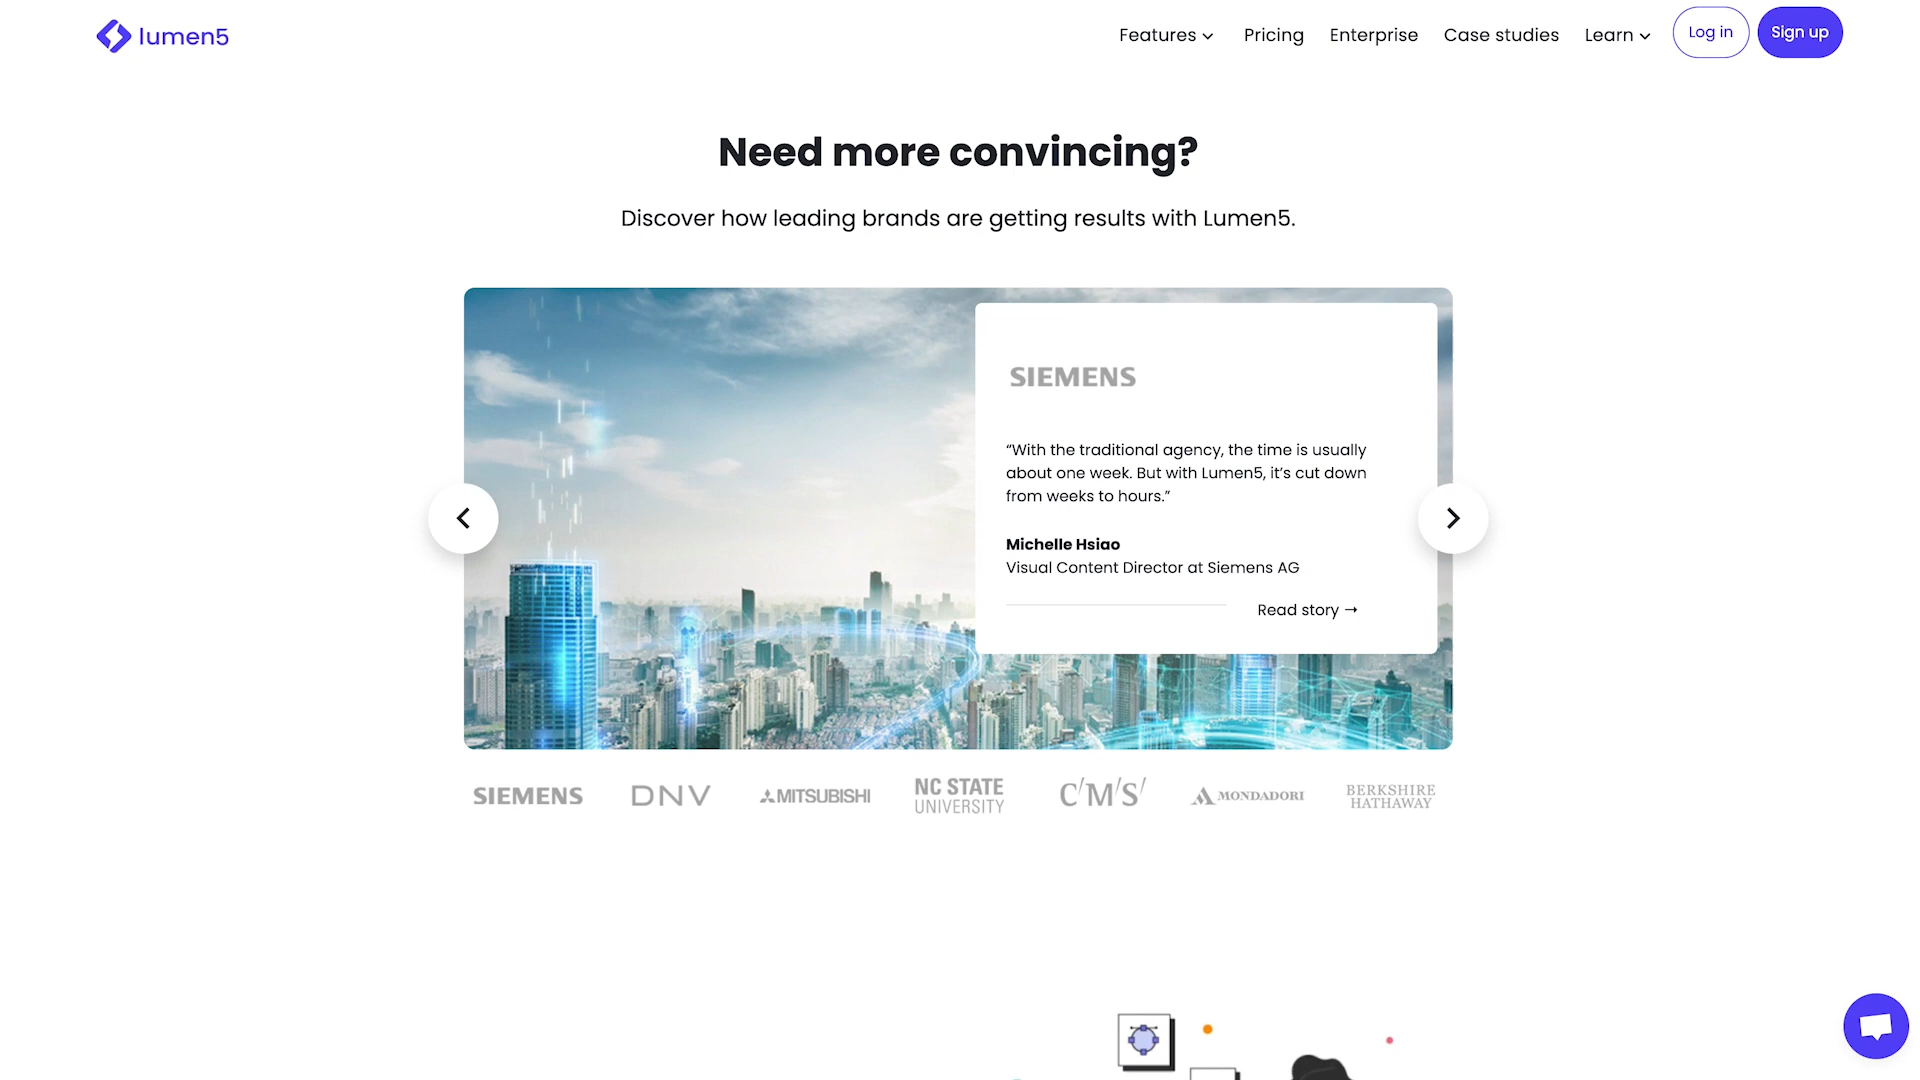 lumen5
Features
Pricing
Enterprise
Case studies
Learn
Log in
Sign up
Need more convincing?
Discover how leading brands are getting results with Lumen5.
SIEMENS
“With the traditional agency, the time is usually
about one week. But with Lumen5, it’s cut down
from weeks to hours.”
Michelle Hsiao
Visual Content Director at Siemens AG
Read story →
SIEMENS
DNV
MITSUBISHI
NC STATE
UNIVERSITY
C/M/S/
MONDADORI
BERKSHIRE
HATHAWAY